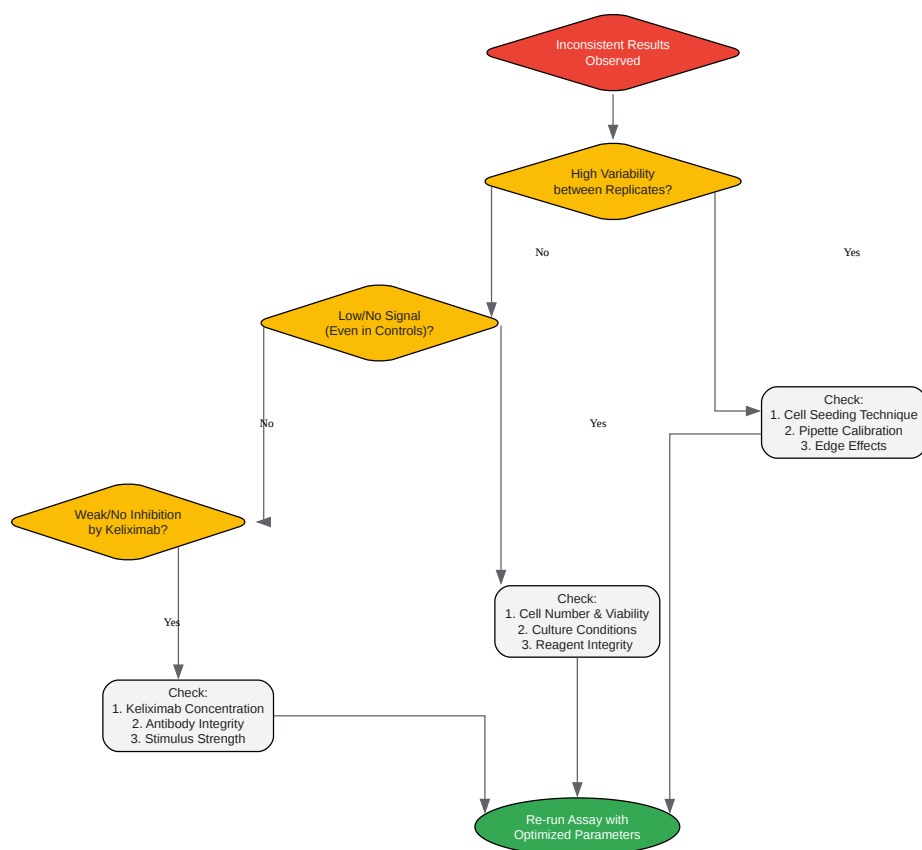 Inconsistent Results
Observed
High Variability
between Replicates?
No
Yes
Low/No Signal
(Even in Controls)?
Check:
1. Cell Seeding Technique
2. Pipette Calibration
3. Edge Effects
No
Yes
Weak/No Inhibition
by Keliximab?
Check:
1. Cell Number & Viability
2. Culture Conditions
3. Reagent Integrity
Yes
Check:
1. Keliximab Concentration
2. Antibody Integrity
3. Stimulus Strength
Re-run Assay with
Optimized Parameters